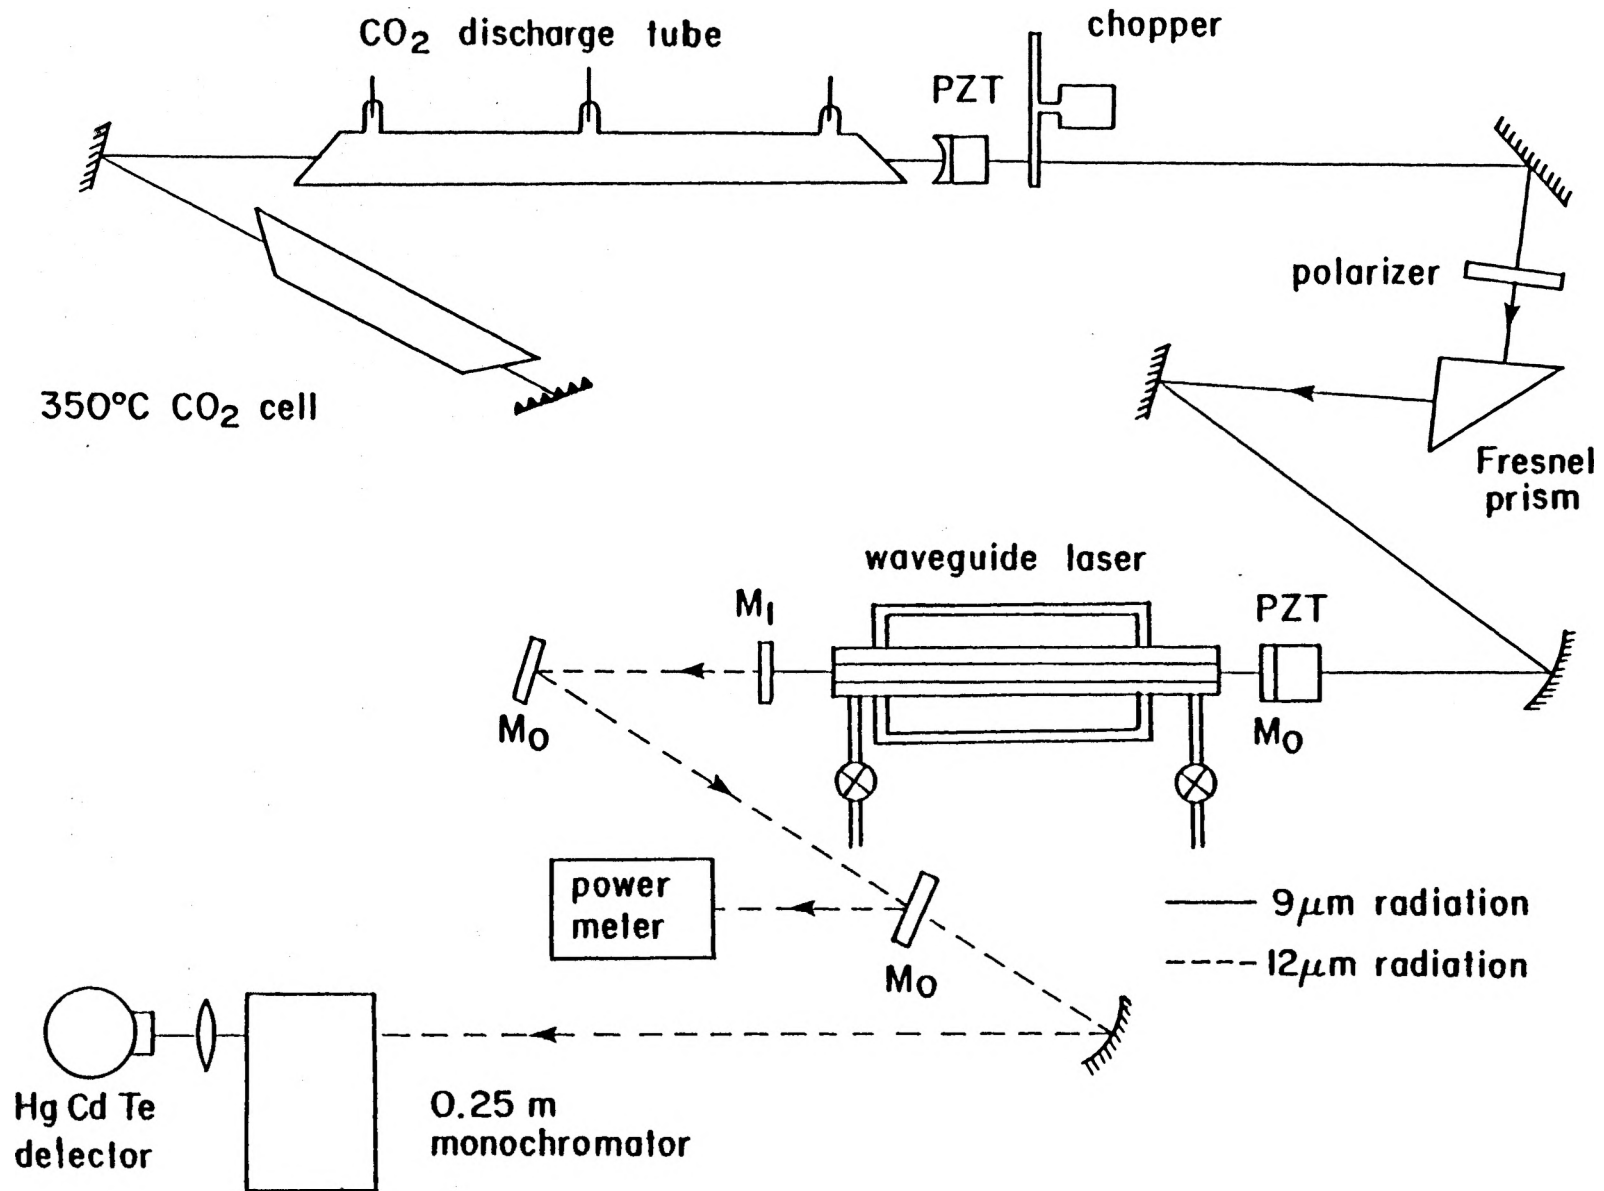 CO2 discharge tube
chopper
PZT
polarizer
350°C CO2 cell
Fresnel
prism
waveguide laser
M1
PZT
M0
M0
power
meter
M0
9μm radiation
12μm radiation
Hg Cd Te
detector
0.25 m
monochromator